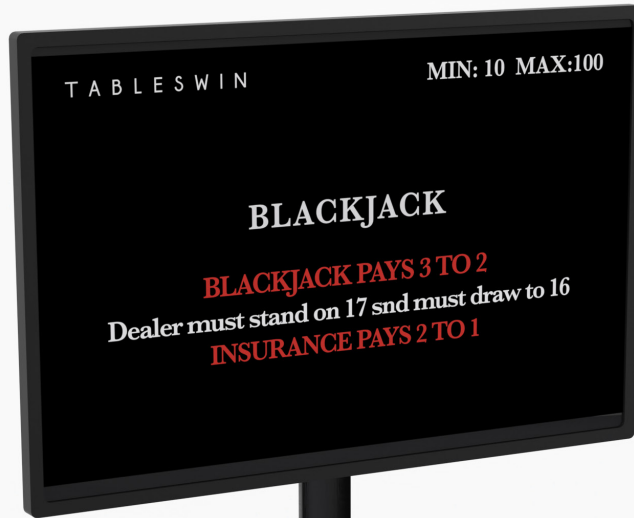 TABLESWIN
MIN: 10 MAX:100
BLACKJACK
BLACKJACK PAYS 3 TO 2
Dealer must stand on 17 snd must draw to 16
INSURANCE PAYS 2 TO 1